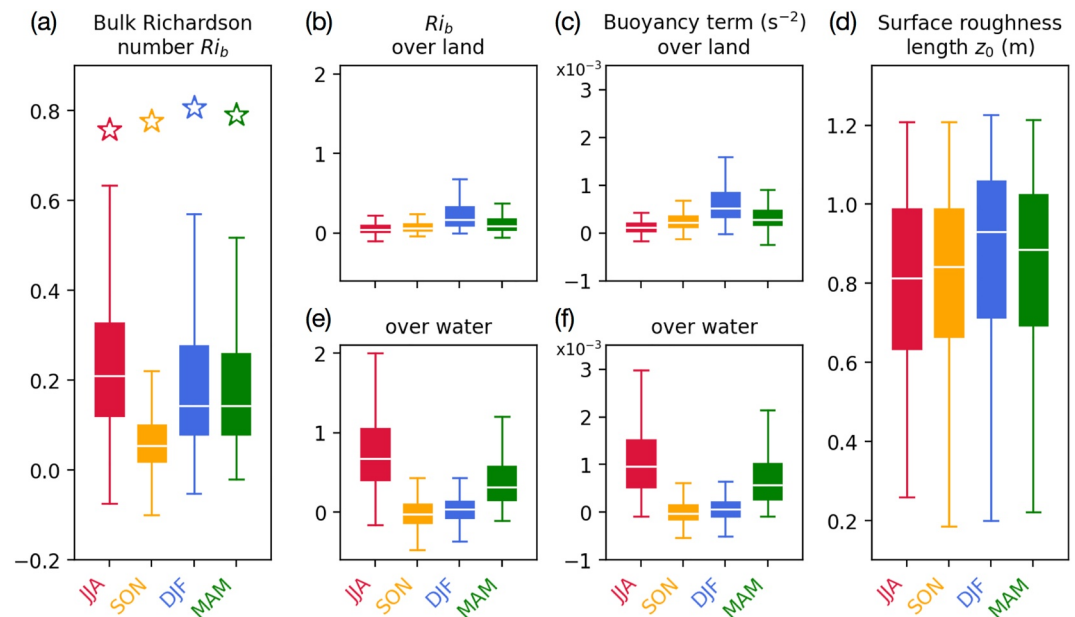 (a) Bulk Richardson
number Ri_b
0.8
0.6
0.4
0.2
0.0
−0.2
JJA
SON
DJF
MAM
(b) Ri_b
over land
2
1
0
(c) Buoyancy term (s⁻²)
over land
x10⁻³
4
3
2
1
0
−1
(d) Surface roughness
length z₀ (m)
1.2
1.0
0.8
0.6
0.4
0.2
JJA
SON
DJF
MAM
(e) over water
2
1
0
JJA
SON
DJF
MAM
(f) over water
x10⁻³
4
3
2
1
0
−1
JJA
SON
DJF
MAM